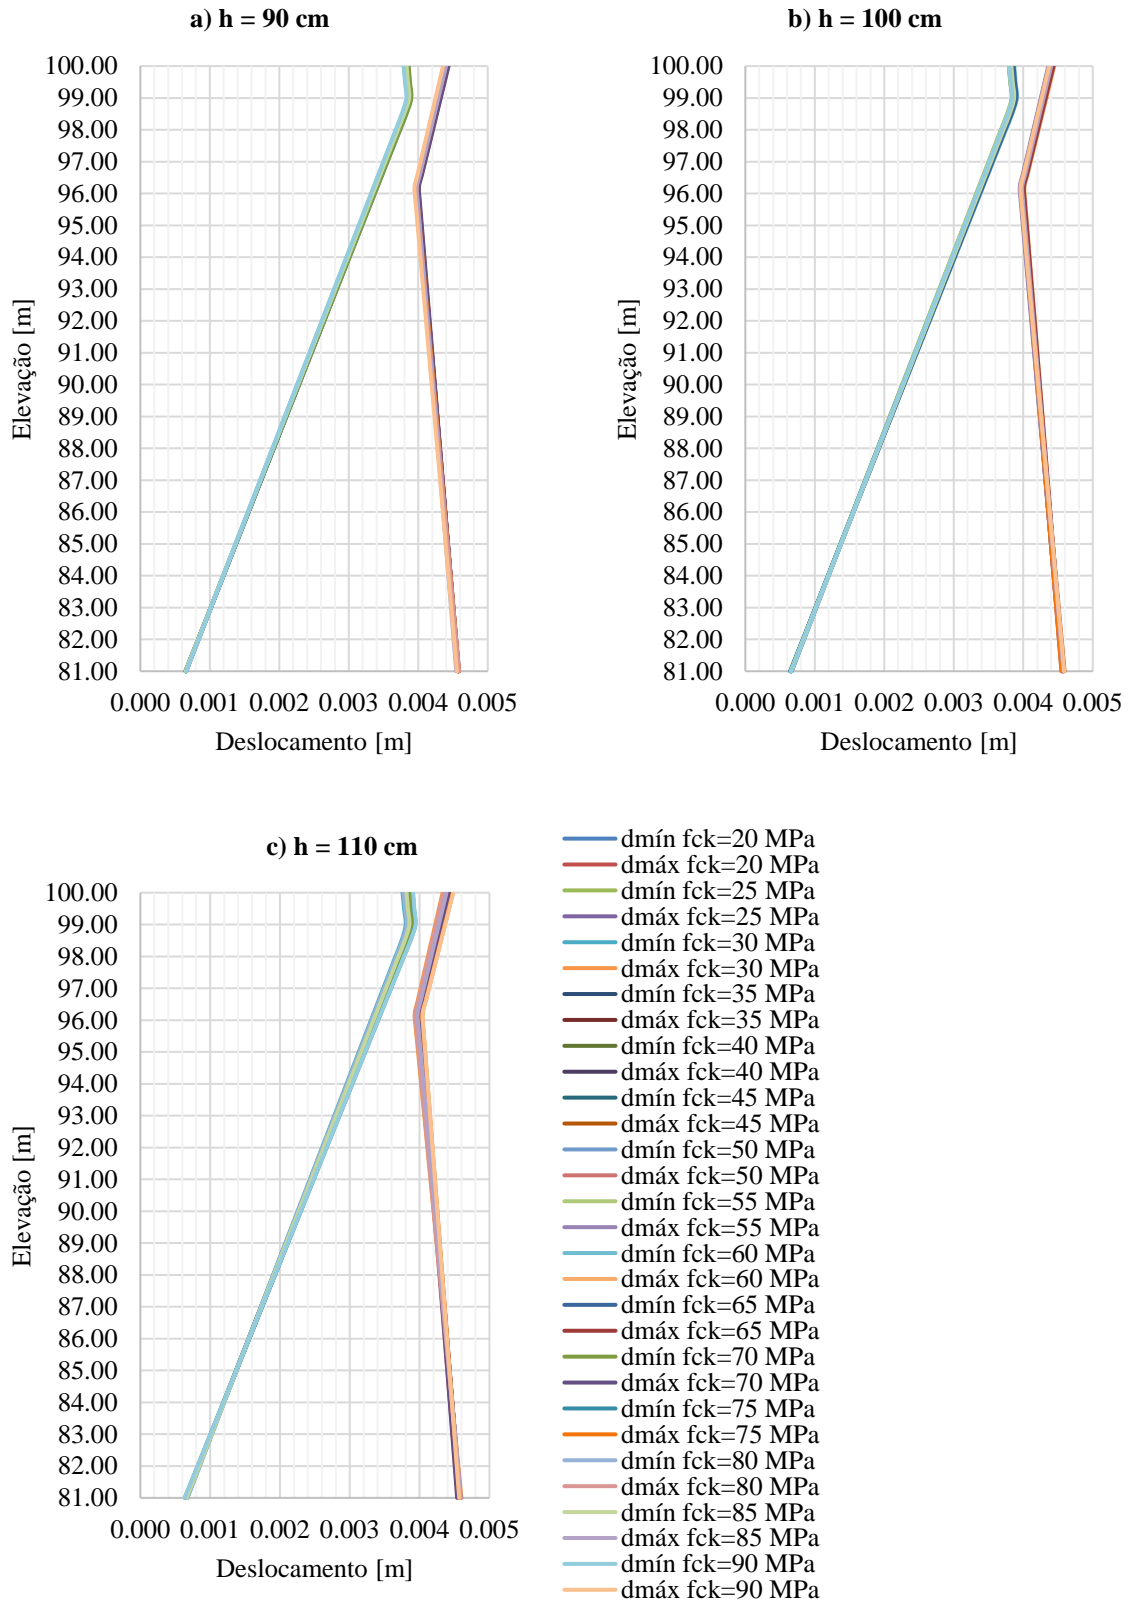 a) h = 90 cm
100.00
99.00
98.00
97.00
96.00
95.00
94.00
93.00
92.00
91.00
90.00
89.00
88.00
87.00
86.00
85.00
84.00
83.00
82.00
81.00
Elevação [m]
0.000 0.001 0.002 0.003 0.004 0.005
Deslocamento [m]
b) h = 100 cm
100.00
99.00
98.00
97.00
96.00
95.00
94.00
93.00
92.00
91.00
90.00
89.00
88.00
87.00
86.00
85.00
84.00
83.00
82.00
81.00
Elevação [m]
0.000 0.001 0.002 0.003 0.004 0.005
Deslocamento [m]
c) h = 110 cm
100.00
99.00
98.00
97.00
96.00
95.00
94.00
93.00
92.00
91.00
90.00
89.00
88.00
87.00
86.00
85.00
84.00
83.00
82.00
81.00
Elevação [m]
0.000 0.001 0.002 0.003 0.004 0.005
Deslocamento [m]
dmín fck=20 MPa
dmáx fck=20 MPa
dmín fck=25 MPa
dmáx fck=25 MPa
dmín fck=30 MPa
dmáx fck=30 MPa
dmín fck=35 MPa
dmáx fck=35 MPa
dmín fck=40 MPa
dmáx fck=40 MPa
dmín fck=45 MPa
dmáx fck=45 MPa
dmín fck=50 MPa
dmáx fck=50 MPa
dmín fck=55 MPa
dmáx fck=55 MPa
dmín fck=60 MPa
dmáx fck=60 MPa
dmín fck=65 MPa
dmáx fck=65 MPa
dmín fck=70 MPa
dmáx fck=70 MPa
dmín fck=75 MPa
dmáx fck=75 MPa
dmín fck=80 MPa
dmáx fck=80 MPa
dmín fck=85 MPa
dmáx fck=85 MPa
dmín fck=90 MPa
dmáx fck=90 MPa